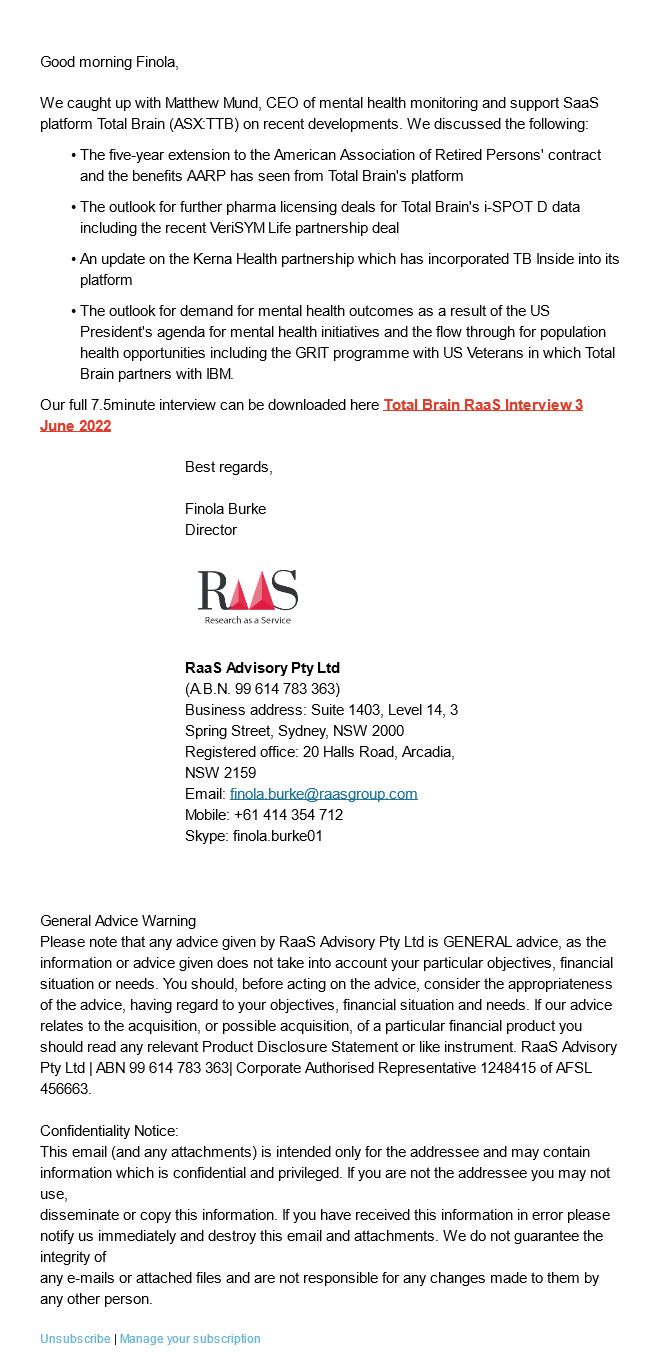 Good morning Finola,
We caught up with Matthew Mund, CEO of mental health monitoring and support SaaS
platform Total Brain (ASX:TTB) on recent developments. We discussed the following:
• The five-year extension to the American Association of Retired Persons' contract
and the benefits AARP has seen from Total Brain's platform
• The outlook for further pharma licensing deals for Total Brain's i-SPOT D data
including the recent VeriSYM Life partnership deal
• An update on the Kerna Health partnership which has incorporated TB Inside into its
platform
• The outlook for demand for mental health outcomes as a result of the US
President's agenda for mental health initiatives and the flow through for population
health opportunities including the GRIT programme with US Veterans in which Total
Brain partners with IBM.
Our full 7.5minute interview can be downloaded here Total Brain RaaS Interview 3
June 2022
Best regards,
Finola Burke
Director
RaaS
Research as a Service
RaaS Advisory Pty Ltd
(A.B.N. 99 614 783 363)
Business address: Suite 1403, Level 14, 3
Spring Street, Sydney, NSW 2000
Registered office: 20 Halls Road, Arcadia,
NSW 2159
Email: finola.burke@raasgroup.com
Mobile: +61 414 354 712
Skype: finola.burke01
General Advice Warning
Please note that any advice given by RaaS Advisory Pty Ltd is GENERAL advice, as the
information or advice given does not take into account your particular objectives, financial
situation or needs. You should, before acting on the advice, consider the appropriateness
of the advice, having regard to your objectives, financial situation and needs. If our advice
relates to the acquisition, or possible acquisition, of a particular financial product you
should read any relevant Product Disclosure Statement or like instrument. RaaS Advisory
Pty Ltd | ABN 99 614 783 363| Corporate Authorised Representative 1248415 of AFSL
456663.
Confidentiality Notice:
This email (and any attachments) is intended only for the addressee and may contain
information which is confidential and privileged. If you are not the addressee you may not
use,
disseminate or copy this information. If you have received this information in error please
notify us immediately and destroy this email and attachments. We do not guarantee the
integrity of
any e-mails or attached files and are not responsible for any changes made to them by
any other person.
Unsubscribe | Manage your subscription